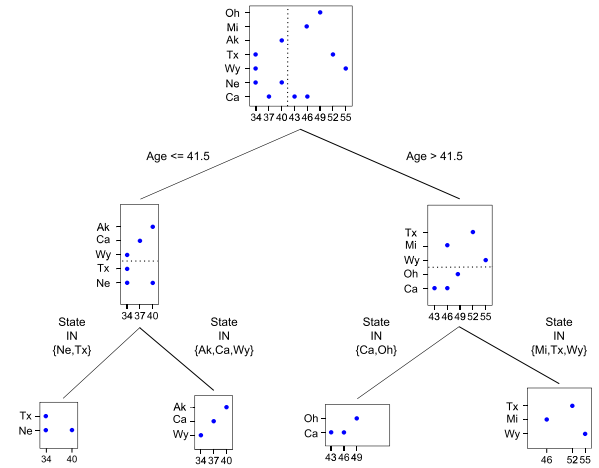 Oh
Mi
Ak
Tx
Wy
Ne
Ca
34 37 40 43 46 49 52 55
Age <= 41.5
Age > 41.5
Ak
Ca
Wy
Tx
Ne
34 37 40
Tx
Mi
Wy
Oh
Ca
43 46 49 52 55
State
IN
{Ne,Tx}
State
IN
{Ak,Ca,Wy}
State
IN
{Ca,Oh}
State
IN
{Mi,Tx,Wy}
Tx
Ne
34 40
Ak
Ca
Wy
34 37 40
Oh
Ca
43 46 49
Tx
Mi
Wy
46 52 55